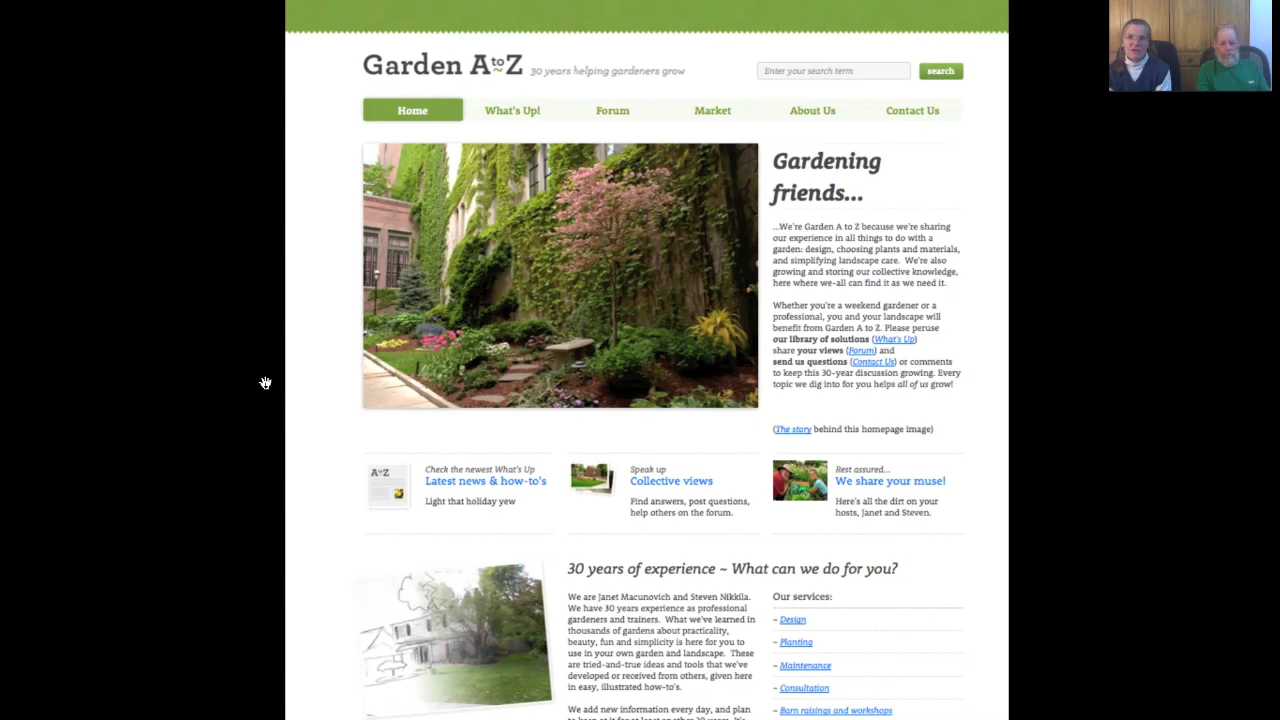 Garden A to Z 30 years helping gardeners grow
Enter your search term
search
Home
What's Up!
Forum
Market
About Us
Contact Us
Gardening
friends...
...We're Garden A to Z because we're sharing
our experience in all things to do with a
garden: design, choosing plants and materials,
and simplifying landscape care. We're also
growing and storing our collective knowledge,
here where we-all can find it as we need it.
Whether you're a weekend gardener or a
professional, you and your landscape will
benefit from Garden A to Z. Please peruse
our library of solutions (What's Up)
share your views (Forum) and
send us questions (Contact Us) or comments
to keep this 30-year discussion growing. Every
topic we dig into for you helps all of us grow!
(The story behind this homepage image)
A to Z
Check the newest What's Up
Latest news & how-to's
Light that holiday yew
Speak up
Collective views
Find answers, post questions,
help others on the forum.
Rest assured...
We share your muse!
Here's all the dirt on your
hosts, Janet and Steven.
30 years of experience ~ What can we do for you?
We are Janet Macunovich and Steven Nikkila.
We have 30 years experience as professional
gardeners and trainers. What we've learned in
thousands of gardens about practicality,
beauty, fun and simplicity is here for you to
use in your own garden and landscape. These
are tried-and-true ideas and tools that we've
developed or received from others, given here
in easy, illustrated how-to's.
We add new information every day, and plan
to keep at it for at least another 30 years. It's
Our services:
~ Design
~ Planting
~ Maintenance
~ Consultation
~ Barn raisings and workshops